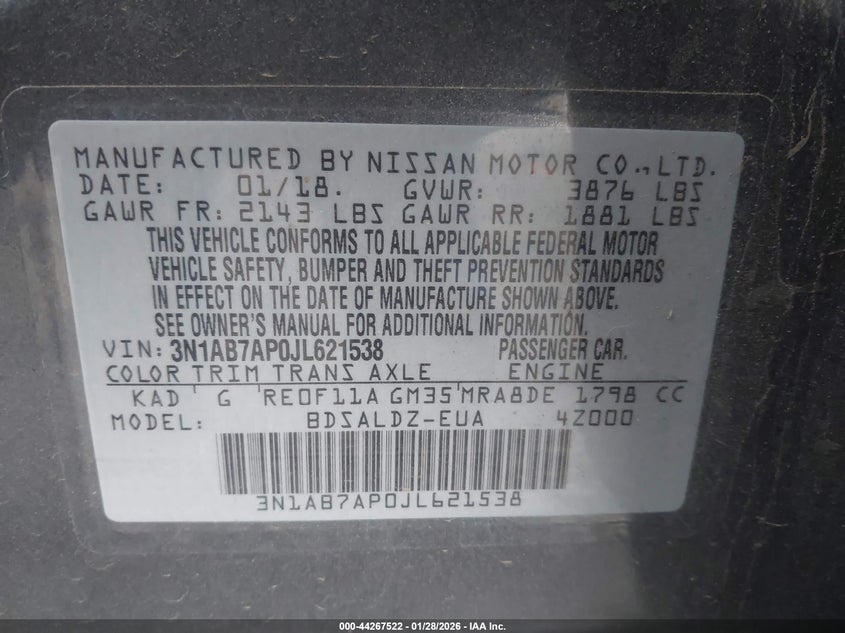 MANUFACTURED BY NISSAN MOTOR CO.,LTD.
DATE: 01/18. GVWR: 3876 LBS
GAWR FR: 2143 LBS GAWR RR: 1881 LBS
THIS VEHICLE CONFORMS TO ALL APPLICABLE FEDERAL MOTOR
VEHICLE SAFETY, BUMPER AND THEFT PREVENTION STANDARDS
IN EFFECT ON THE DATE OF MANUFACTURE SHOWN ABOVE.
SEE OWNER'S MANUAL FOR ADDITIONAL INFORMATION.
VIN: 3N1AB7AP0JL621538 PASSENGER CAR.
COLOR TRIM TRANS AXLE ENGINE
KAD G RE0F11A GM35 MRA8DE 1798 CC
MODEL: BDSALDZ-EUA 4Z000
3N1AB7AP0JL621538
000-44267522 | 01/28/2026 – IAA Inc.